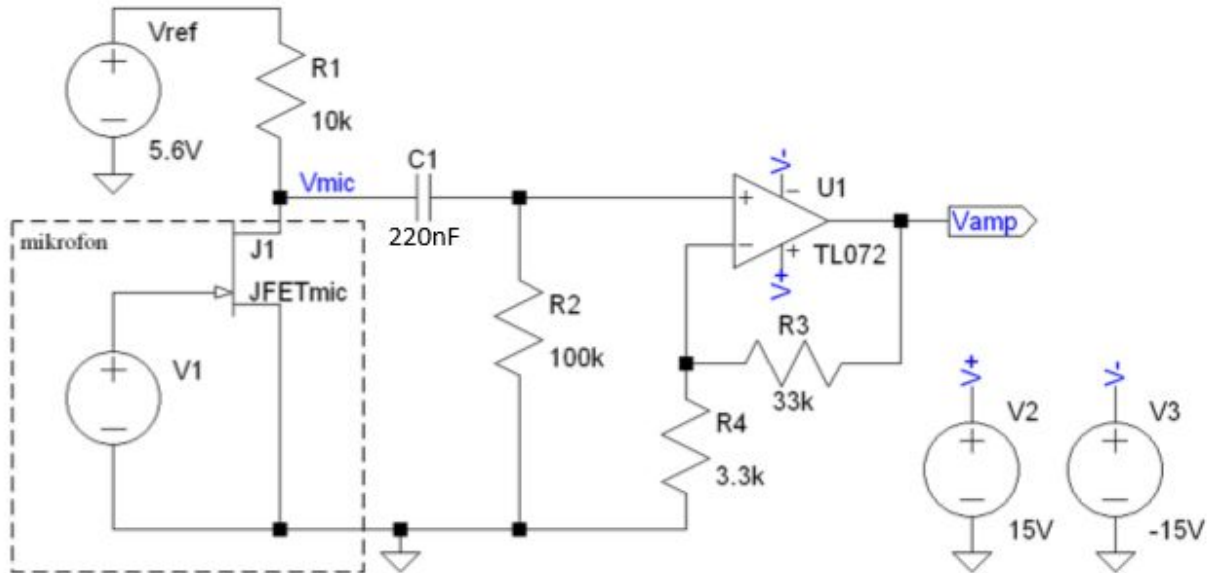 Vref
R1
10k
5.6V
C1
Vmic
220nF
mikrofon
J1
JFETmic
V1
R2
100k
V-
U1
+
−
−
+
TL072
V+
Vamp
R3
33k
R4
3.3k
V+
V2
15V
V-
V3
-15V